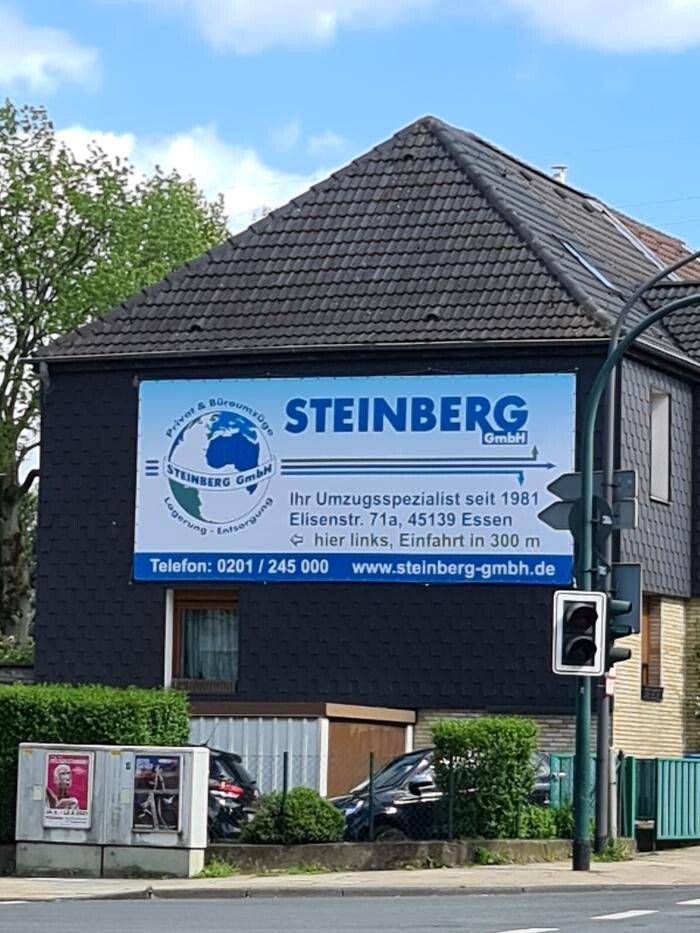 Privat & Büroumzüge
STEINBERG GmbH
Lagerung - Entsorgung
STEINBERG
GmbH
Ihr Umzugsspezialist seit 1981
Elisenstr. 71a, 45139 Essen
⇦ hier links, Einfahrt in 300 m
Telefon: 0201 / 245 000 www.steinberg-gmbh.de